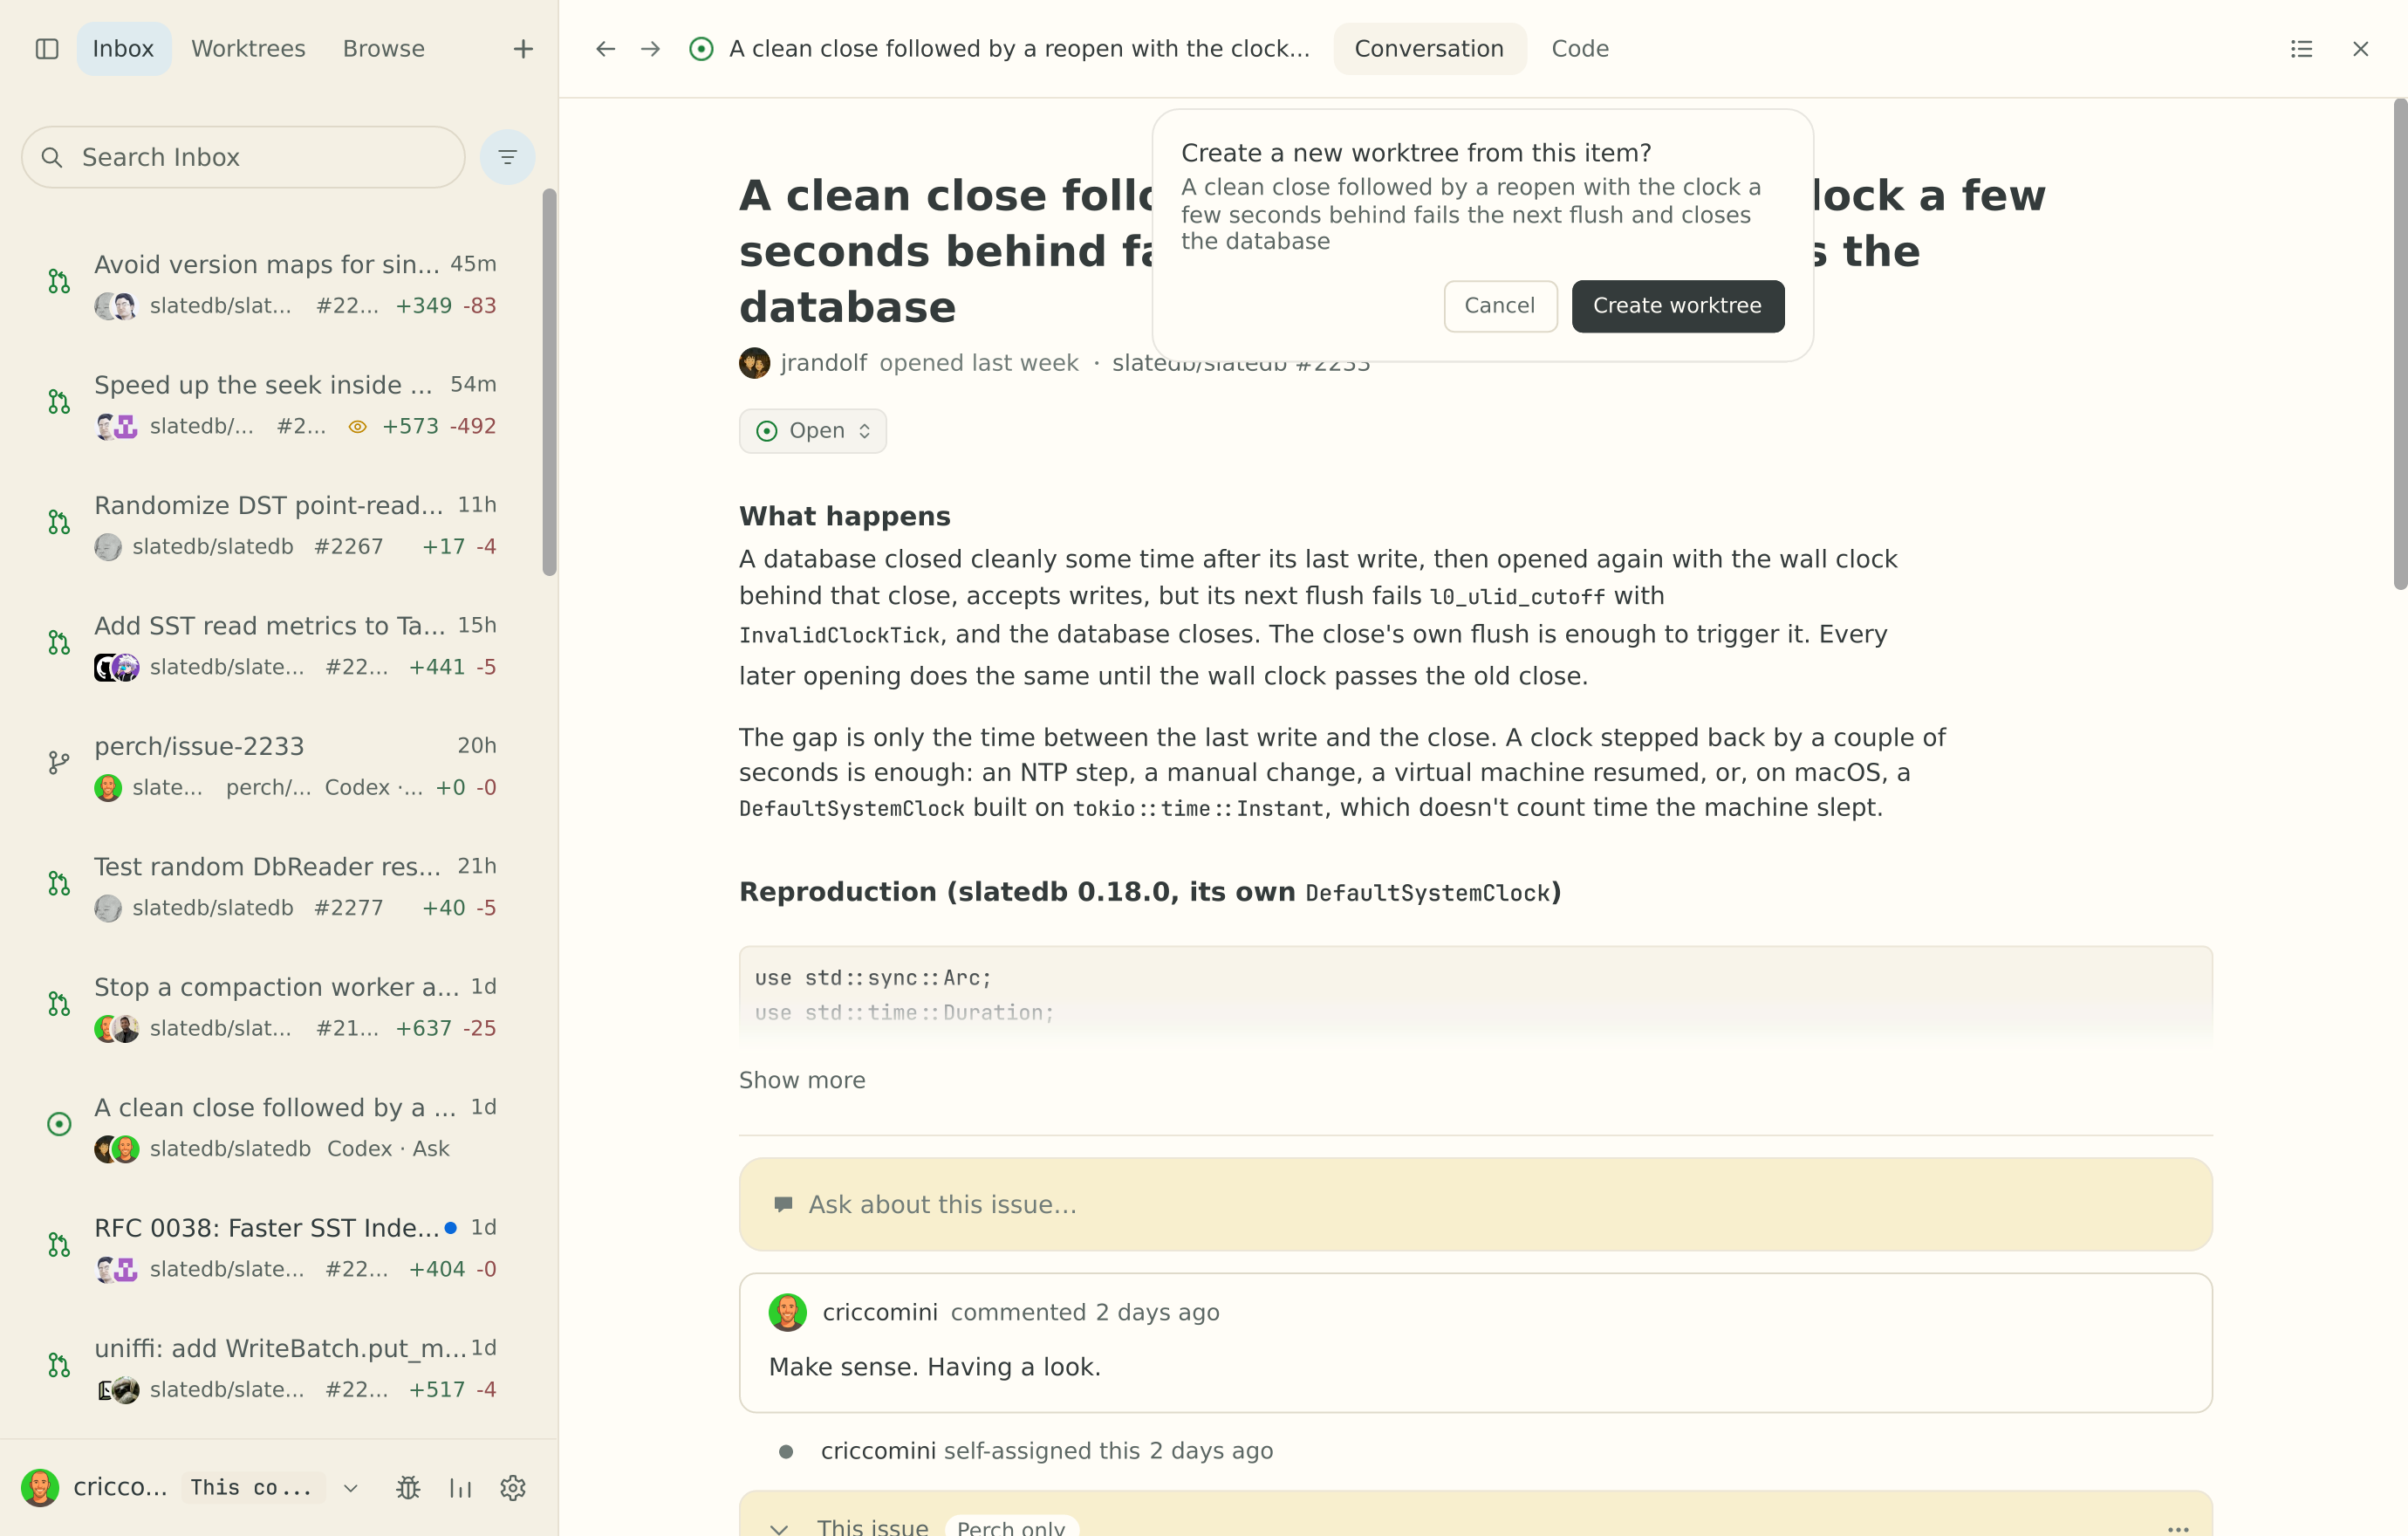 Inbox Worktrees Browse
Search Inbox
Avoid version maps for sin... 45m
slatedb/slat... #22... +349 -83
Speed up the seek inside ... 54m
slatedb/... #2... +573 -492
Randomize DST point-read... 11h
slatedb/slatedb #2267 +17 -4
Add SST read metrics to Ta... 15h
slatedb/slate... #22... +441 -5
perch/issue-2233 20h
slate... perch/... Codex ·... +0 -0
Test random DbReader res... 21h
slatedb/slatedb #2277 +40 -5
Stop a compaction worker a... 1d
slatedb/slat... #21... +637 -25
A clean close followed by a ... 1d
slatedb/slatedb Codex · Ask
RFC 0038: Faster SST Inde... 1d
slatedb/slate... #22... +404 -0
uniffi: add WriteBatch.put_m... 1d
slatedb/slate... #22... +517 -4
cricco... This co...
A clean close followed by a reopen with the clock... Conversation Code
Create a new worktree from this item?
A clean close followed by a reopen with the clock a
few seconds behind fails the next flush and closes
the database
Cancel Create worktree
A clean close follo lock a few
seconds behind fa s the
database
jrandolf opened last week · slatedb/slatedb #2233
Open
What happens
A database closed cleanly some time after its last write, then opened again with the wall clock
behind that close, accepts writes, but its next flush fails l0_ulid_cutoff with
InvalidClockTick, and the database closes. The close's own flush is enough to trigger it. Every
later opening does the same until the wall clock passes the old close.
The gap is only the time between the last write and the close. A clock stepped back by a couple of
seconds is enough: an NTP step, a manual change, a virtual machine resumed, or, on macOS, a
DefaultSystemClock built on tokio::time::Instant, which doesn't count time the machine slept.
Reproduction (slatedb 0.18.0, its own DefaultSystemClock)
use std::sync::Arc;
use std::time::Duration;
Show more
Ask about this issue...
criccomini commented 2 days ago
Make sense. Having a look.
criccomini self-assigned this 2 days ago
This issue Perch only